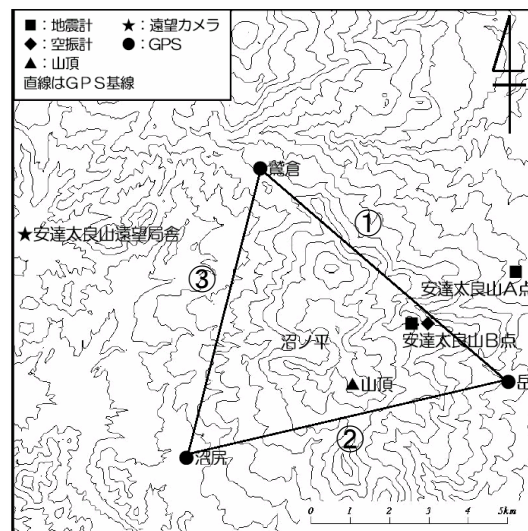 ■：地震計　★：遠望カメラ
◆：空振計　●：GPS
▲：山頂
直線はＧＰＳ基線
4
鷲倉
①
★安達太良山遠望局舎
③
安達太良山Ａ点
沼ノ平
安達太良山Ｂ点
山頂
岳
②
沼尻
0 1 2 3 4 5km